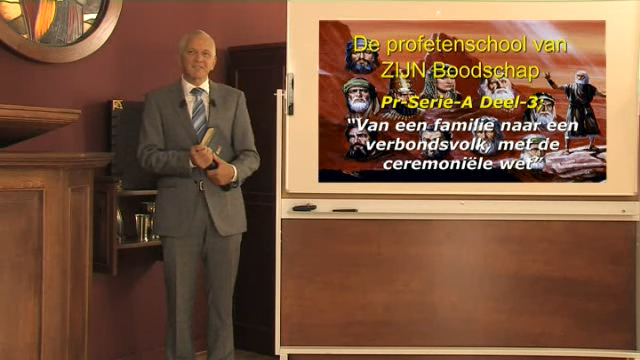 De profetenschool van
ZIJN Boodschap
Pr-Serie-A Deel-3:
"Van een familie naar een
verbondsvolk, met de
ceremoniële wet"